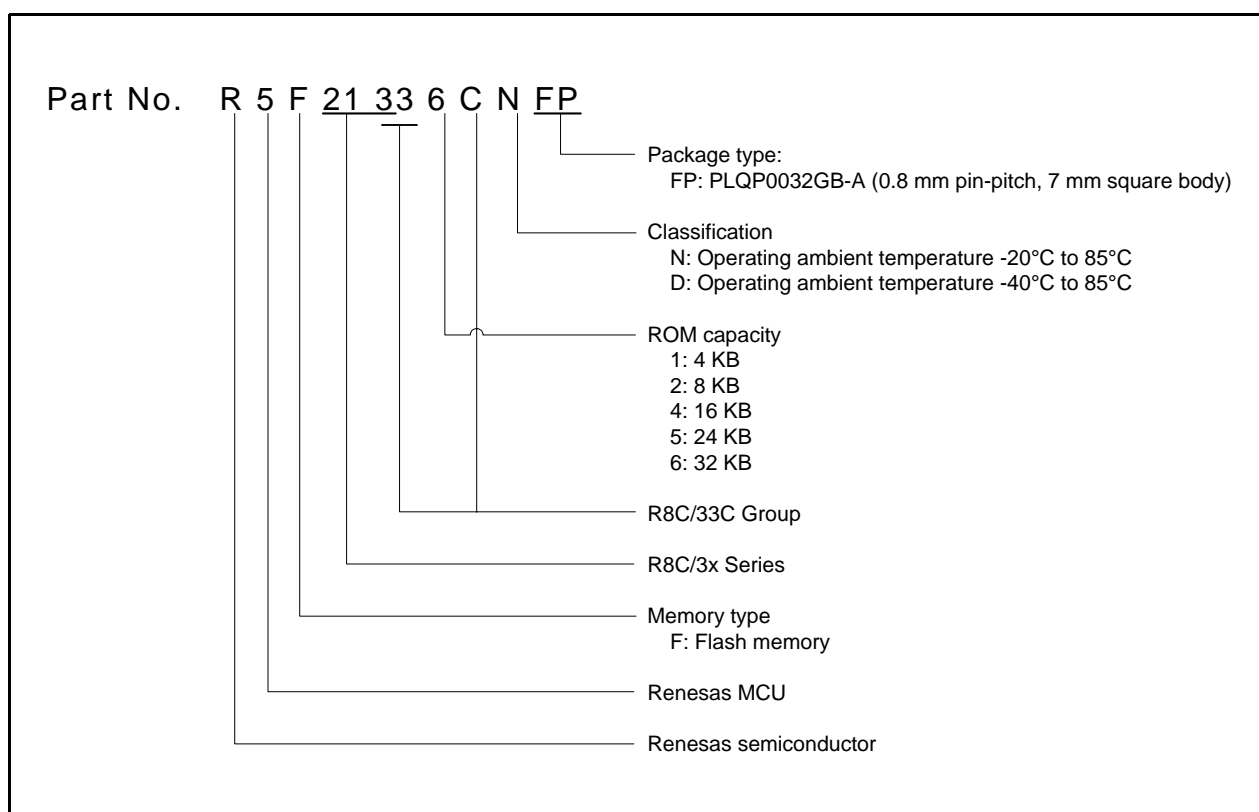 Part No. R 5 F 21 33 6 C N FP
Package type:
FP: PLQP0032GB-A (0.8 mm pin-pitch, 7 mm square body)
Classification
N: Operating ambient temperature -20°C to 85°C
D: Operating ambient temperature -40°C to 85°C
ROM capacity
1: 4 KB
2: 8 KB
4: 16 KB
5: 24 KB
6: 32 KB
R8C/33C Group
R8C/3x Series
Memory type
F: Flash memory
Renesas MCU
Renesas semiconductor